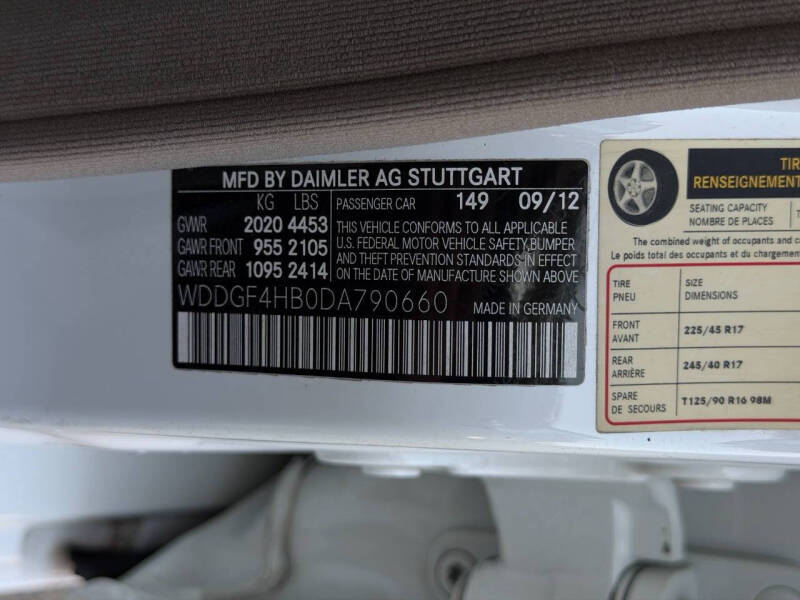 MFD BY DAIMLER AG STUTTGART
KG LBS
GVWR 2020 4453
GAWR FRONT 955 2105
GAWR REAR 1095 2414
PASSENGER CAR 149 09/12
THIS VEHICLE CONFORMS TO ALL APPLICABLE
U.S. FEDERAL MOTOR VEHICLE SAFETY,BUMPER
AND THEFT PREVENTION STANDARDS IN EFFECT
ON THE DATE OF MANUFACTURE SHOWN ABOVE
WDDGF4HB0DA790660 MADE IN GERMANY
RENSEIGNEMENT
SEATING CAPACITY
NOMBRE DE PLACES
The combined weight of occupants and
Le poids total des occupants et du chargement
TIRE SIZE
PNEU DIMENSIONS
FRONT
AVANT 225/45 R17
REAR
ARRIÈRE 245/40 R17
SPARE
DE SECOURS T125/90 R16 98M